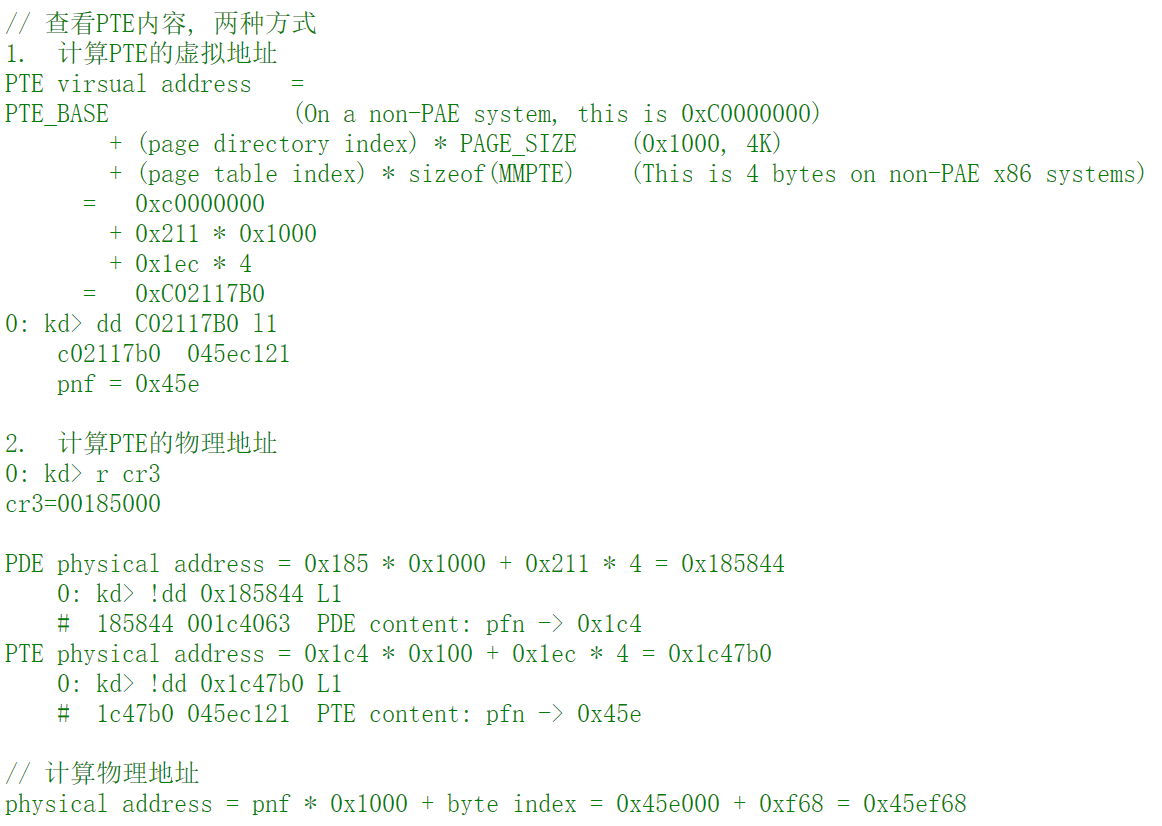 // 查看PTE内容, 两种方式
1.  计算PTE的虚拟地址
PTE virsual address   =
PTE_BASE                      (On a non-PAE system, this is 0xC0000000)
        + (page directory index) * PAGE_SIZE    (0x1000, 4K)
        + (page table index) * sizeof(MMPTE)    (This is 4 bytes on non-PAE x86 systems)
      =   0xc0000000
        + 0x211 * 0x1000
        + 0x1ec * 4
      =   0xC02117B0
0: kd> dd C02117B0 l1
    c02117b0  045ec121
    pnf = 0x45e

2.  计算PTE的物理地址
0: kd> r cr3
cr3=00185000

PDE physical address = 0x185 * 0x1000 + 0x211 * 4 = 0x185844
    0: kd> !dd 0x185844 L1
    #  185844 001c4063  PDE content: pfn -> 0x1c4
PTE physical address = 0x1c4 * 0x100 + 0x1ec * 4 = 0x1c47b0
    0: kd> !dd 0x1c47b0 L1
    #  1c47b0 045ec121  PTE content: pfn -> 0x45e

// 计算物理地址
physical address = pnf * 0x1000 + byte index = 0x45e000 + 0xf68 = 0x45ef68